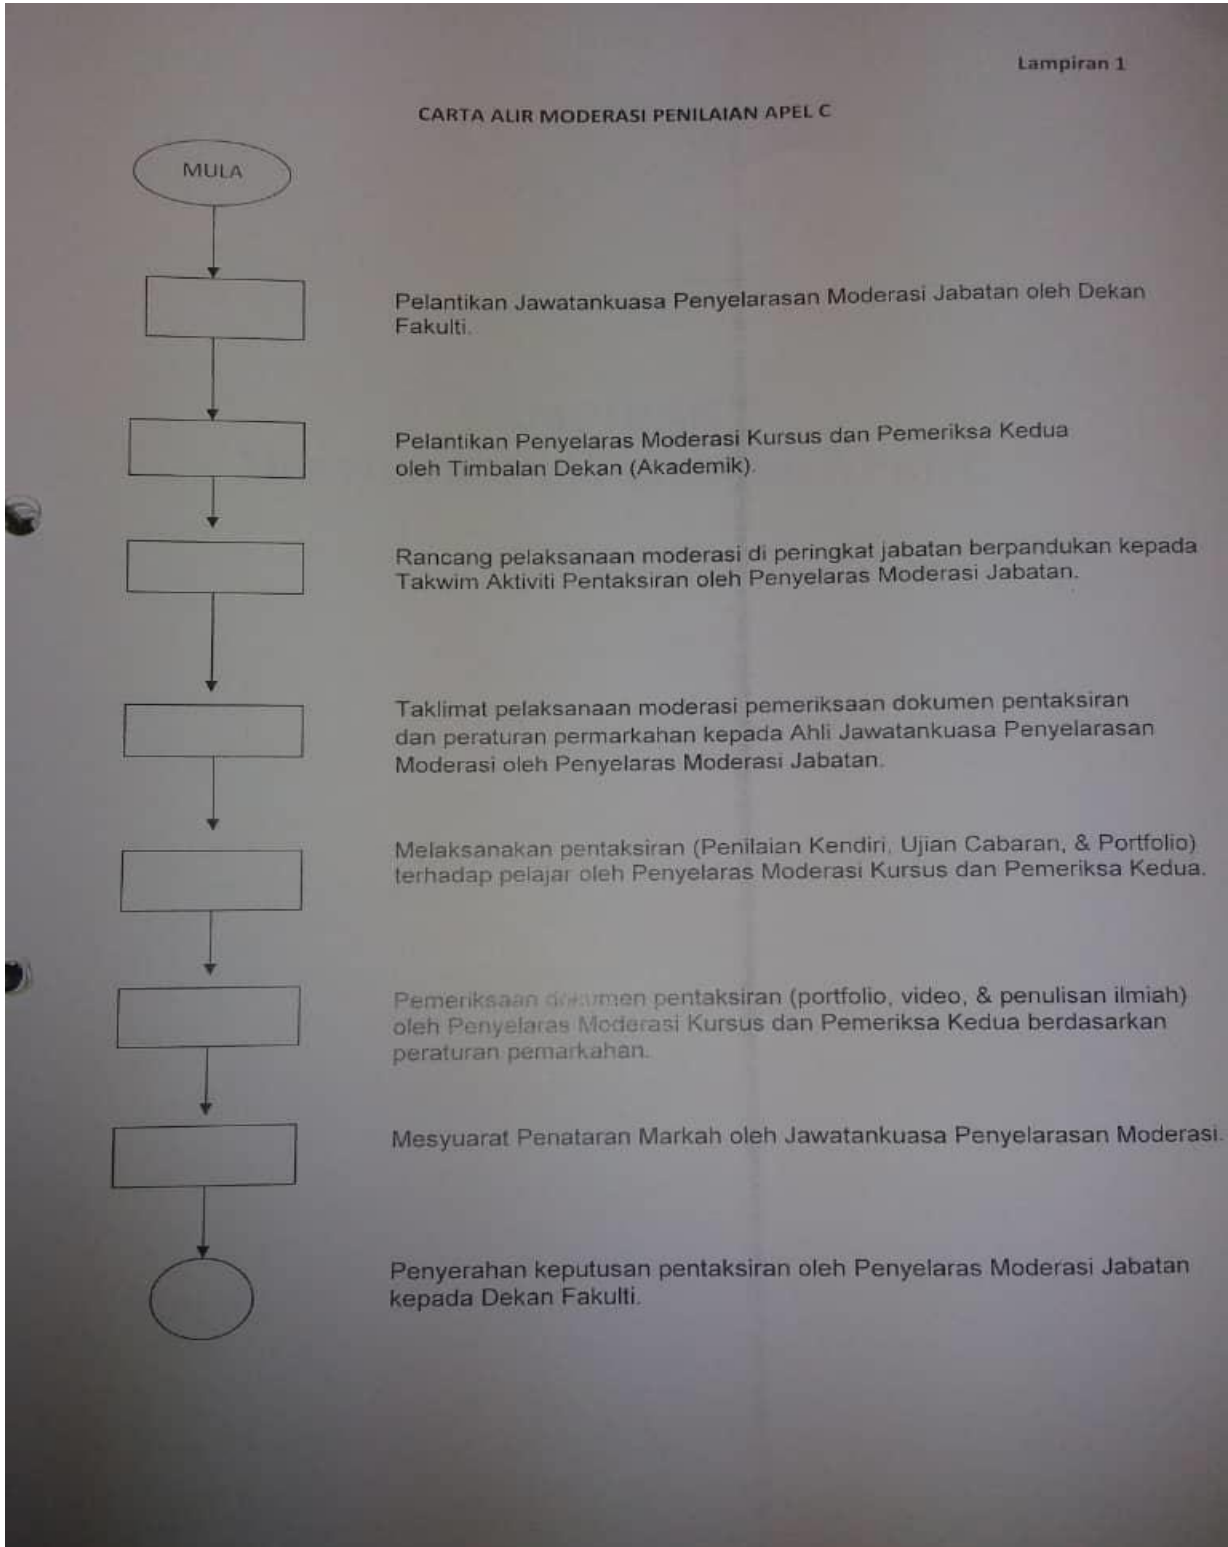 Lampiran 1
CARTA ALIR MODERASI PENILAIAN APEL C
MULA
Pelantikan Jawatankuasa Penyelarasan Moderasi Jabatan oleh Dekan
Fakulti.
Pelantikan Penyelaras Moderasi Kursus dan Pemeriksa Kedua
oleh Timbalan Dekan (Akademik).
Rancang pelaksanaan moderasi di peringkat jabatan berpandukan kepada
Takwim Aktiviti Pentaksiran oleh Penyelaras Moderasi Jabatan.
Taklimat pelaksanaan moderasi pemeriksaan dokumen pentaksiran
dan peraturan permarkahan kepada Ahli Jawatankuasa Penyelarasan
Moderasi oleh Penyelaras Moderasi Jabatan.
Melaksanakan pentaksiran (Penilaian Kendiri, Ujian Cabaran, & Portfolio)
terhadap pelajar oleh Penyelaras Moderasi Kursus dan Pemeriksa Kedua.
Pemeriksaan dokumen pentaksiran (portfolio, video, & penulisan ilmiah)
oleh Penyelaras Moderasi Kursus dan Pemeriksa Kedua berdasarkan
peraturan pemarkahan.
Mesyuarat Penataran Markah oleh Jawatankuasa Penyelarasan Moderasi.
Penyerahan keputusan pentaksiran oleh Penyelaras Moderasi Jabatan
kepada Dekan Fakulti.